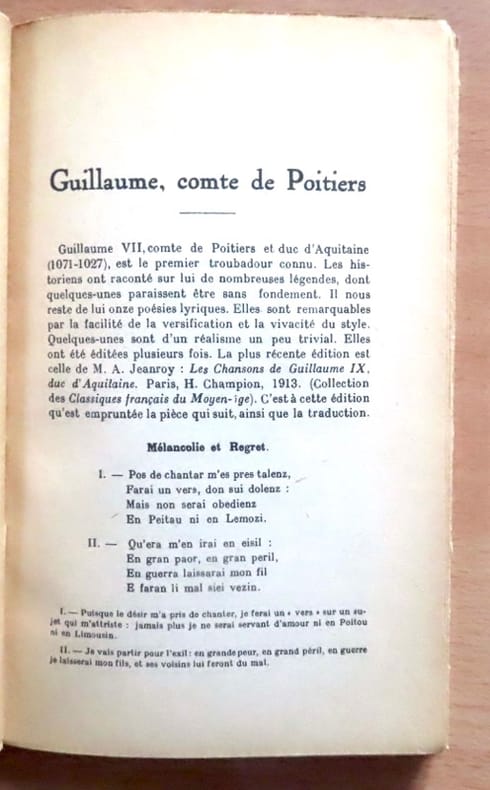 Guillaume, comte de Poitiers
Guillaume VII, comte de Poitiers et duc d'Aquitaine
(1071-1027), est le premier troubadour connu. Les his-
toriens ont raconté sur lui de nombreuses légendes, dont
quelques-unes paraissent être sans fondement. Il nous
reste de lui onze poésies lyriques. Elles sont remarquables
par la facilité de la versification et la vivacité du style.
Quelques-unes sont d'un réalisme un peu trivial. Elles
ont été éditées plusieurs fois. La plus récente édition est
celle de M. A. Jeanroy : Les Chansons de Guillaume IX,
duc d'Aquitaine. Paris, H. Champion, 1913. (Collection
des Classiques français du Moyen-âge). C'est à cette édition
qu'est empruntée la pièce qui suit, ainsi que la traduction.
Mélancolie et Regret.
I. — Pos de chantar m'es pres talenz,
Farai un vers, don sui dolenz :
Mais non serai obedienz
En Peitau ni en Lemozi.
II. — Qu'era m'en irai en eisil :
En gran paor, en gran peril,
En guerra laissarai mon fil
E faran li mal siei vezin.
I. — Puisque le désir m'a pris de chanter, je ferai un « vers » sur un su-
jet qui m'attriste : jamais plus je ne serai servant d'amour ni en Poitou
ni en Limousin.
II. — Je vais partir pour l'exil : en grande peur, en grand péril, en guerre
je laisserai mon fils, et ses voisins lui feront du mal.